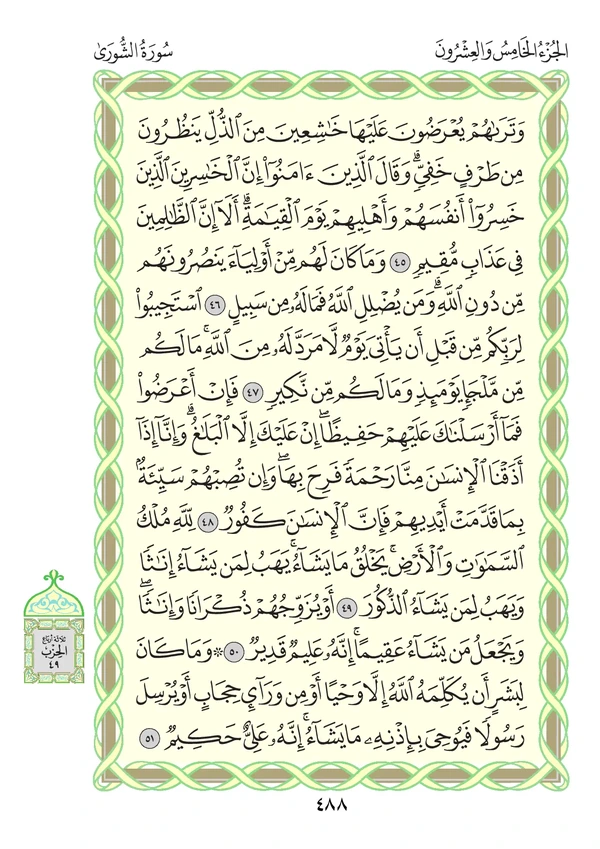 الجُزْءُ الخَامِسُ وَالعِشْرُونَ
سُورَةُ الشُّورَىٰ
وَتَرَىٰهُمْ يُعْرَضُونَ عَلَيْهَا خَٰشِعِينَ مِنَ ٱلذُّلِّ يَنظُرُونَ
مِن طَرْفٍ خَفِيٍّۗ وَقَالَ ٱلَّذِينَ ءَامَنُوٓا۟ إِنَّ ٱلْخَٰسِرِينَ ٱلَّذِينَ
خَسِرُوٓا۟ أَنفُسَهُمْ وَأَهْلِيهِمْ يَوْمَ ٱلْقِيَٰمَةِۗ أَلَآ إِنَّ ٱلظَّٰلِمِينَ
فِى عَذَابٍ مُّقِيمٍ ٤٥ وَمَا كَانَ لَهُم مِّنْ أَوْلِيَآءَ يَنصُرُونَهُم
مِّن دُونِ ٱللَّهِۗ وَمَن يُضْلِلِ ٱللَّهُ فَمَا لَهُۥ مِن سَبِيلٍ ٤٦ ٱسْتَجِيبُوا۟
لِرَبِّكُم مِّن قَبْلِ أَن يَأْتِىَ يَوْمٌ لَّا مَرَدَّ لَهُۥ مِنَ ٱللَّهِۚ مَا لَكُم
مِّن مَّلْجَإٍ يَوْمَئِذٍ وَمَا لَكُم مِّن نَّكِيرٍ ٤٧ فَإِنْ أَعْرَضُوا۟
فَمَآ أَرْسَلْنَٰكَ عَلَيْهِمْ حَفِيظًاۖ إِنْ عَلَيْكَ إِلَّا ٱلْبَلَٰغُۗ وَإِنَّآ إِذَآ
أَذَقْنَا ٱلْإِنسَٰنَ مِنَّا رَحْمَةً فَرِحَ بِهَاۖ وَإِن تُصِبْهُمْ سَيِّئَةٌۢ
بِمَا قَدَّمَتْ أَيْدِيهِمْ فَإِنَّ ٱلْإِنسَٰنَ كَفُورٌ ٤٨ لِّلَّهِ مُلْكُ
ٱلسَّمَٰوَٰتِ وَٱلْأَرْضِۚ يَخْلُقُ مَا يَشَآءُۚ يَهَبُ لِمَن يَشَآءُ إِنَٰثًا
وَيَهَبُ لِمَن يَشَآءُ ٱلذُّكُورَ ٤٩ أَوْ يُزَوِّجُهُمْ ذُكْرَانًا وَإِنَٰثًاۖ
وَيَجْعَلُ مَن يَشَآءُ عَقِيمًاۚ إِنَّهُۥ عَلِيمٌ قَدِيرٌ ٥٠ ۞ وَمَا كَانَ
لِبَشَرٍ أَن يُكَلِّمَهُ ٱللَّهُ إِلَّا وَحْيًا أَوْ مِن وَرَآئِ حِجَابٍ أَوْ يُرْسِلَ
رَسُولًا فَيُوحِىَ بِإِذْنِهِۦ مَا يَشَآءُۚ إِنَّهُۥ عَلِىٌّ حَكِيمٌ ٥١
ثلاثة أرباع
الحزب
٤٩
٤٨٨